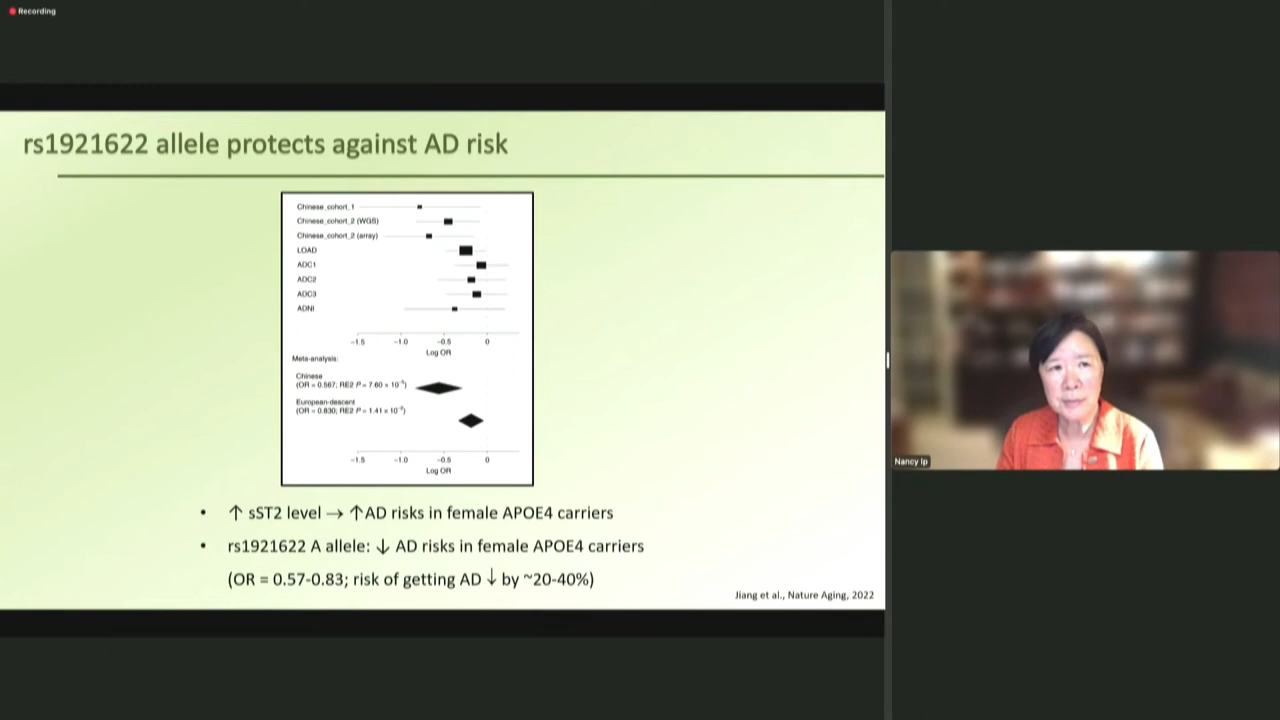 Recording
rs1921622 allele protects against AD risk
Chinese_cohort_1
Chinese_cohort_2 (WGS)
Chinese_cohort_2 (array)
LOAD
ADC1
ADC2
ADC3
ADNI
−1.5 −1.0 −0.5 0
Log OR
Meta-analysis:
Chinese
(OR = 0.567; RE2 P = 7.60 × 10
European-descent
(OR = 0.830; RE2 P = 1.41 × 10
−1.5 −1.0 −0.5 0
Log OR
• ↑ sST2 level → ↑AD risks in female APOE4 carriers
• rs1921622 A allele: ↓ AD risks in female APOE4 carriers
(OR = 0.57-0.83; risk of getting AD ↓ by ~20-40%)
Jiang et al., Nature Aging, 2022
Nancy Ip